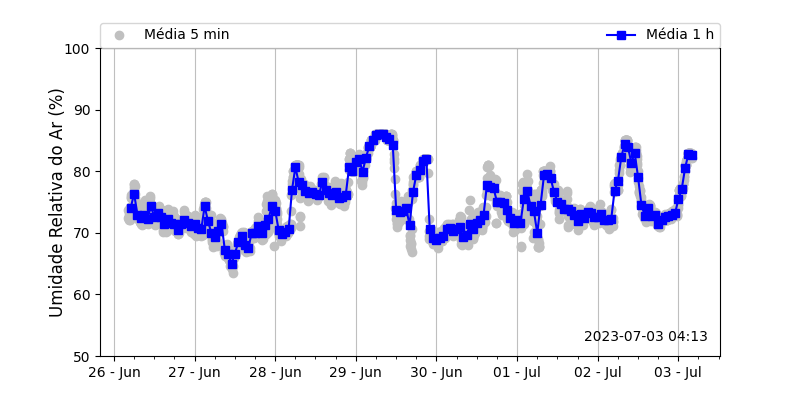 Média 5 min
Média 1 h
Umidade Relativa do Ar (%)
100
90
80
70
60
50
2023-07-03 04:13
26 - Jun
27 - Jun
28 - Jun
29 - Jun
30 - Jun
01 - Jul
02 - Jul
03 - Jul